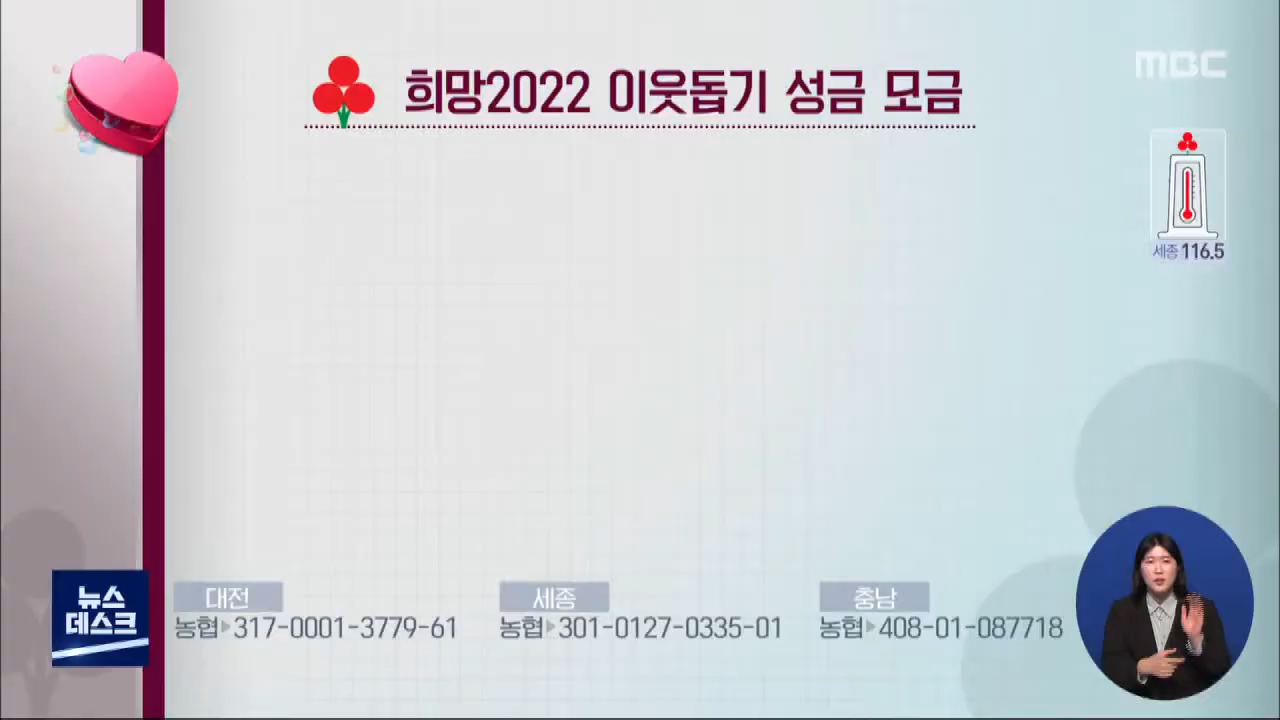 희망2022 이웃돕기 성금 모금
MBC
세종 116.5
대전
농협▶317-0001-3779-61
세종
농협▶301-0127-0335-01
충남
농협▶408-01-087718
뉴스
데스크